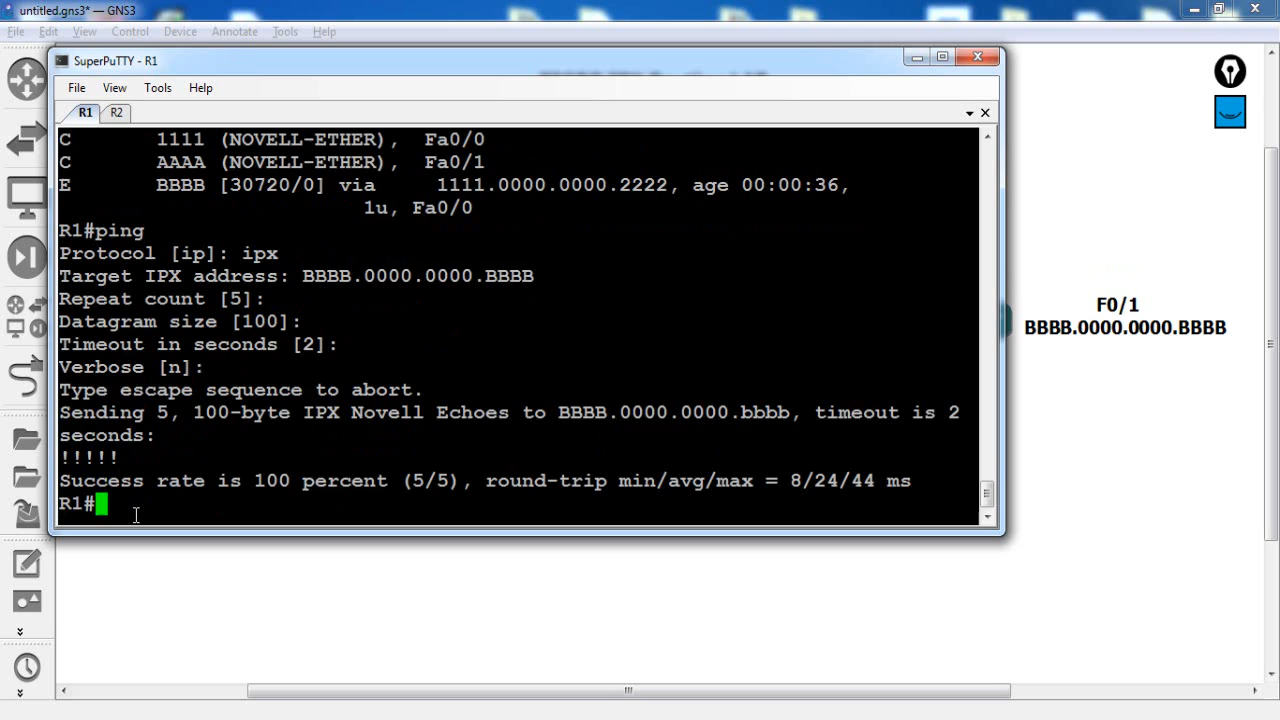 untitled.gns3* — GNS3
File Edit View Control Device Annotate Tools Help
SuperPuTTY - R1
File View Tools Help
R1 R2
C 1111 (NOVELL-ETHER), Fa0/0
C AAAA (NOVELL-ETHER), Fa0/1
E BBBB [30720/0] via 1111.0000.0000.2222, age 00:00:36,
1u, Fa0/0
R1#ping
Protocol [ip]: ipx
Target IPX address: BBBB.0000.0000.BBBB
Repeat count [5]:
Datagram size [100]:
Timeout in seconds [2]:
Verbose [n]:
Type escape sequence to abort.
Sending 5, 100-byte IPX Novell Echoes to BBBB.0000.0000.bbbb, timeout is 2
seconds:
!!!!!
Success rate is 100 percent (5/5), round-trip min/avg/max = 8/24/44 ms
R1#
F0/1
BBBB.0000.0000.BBBB